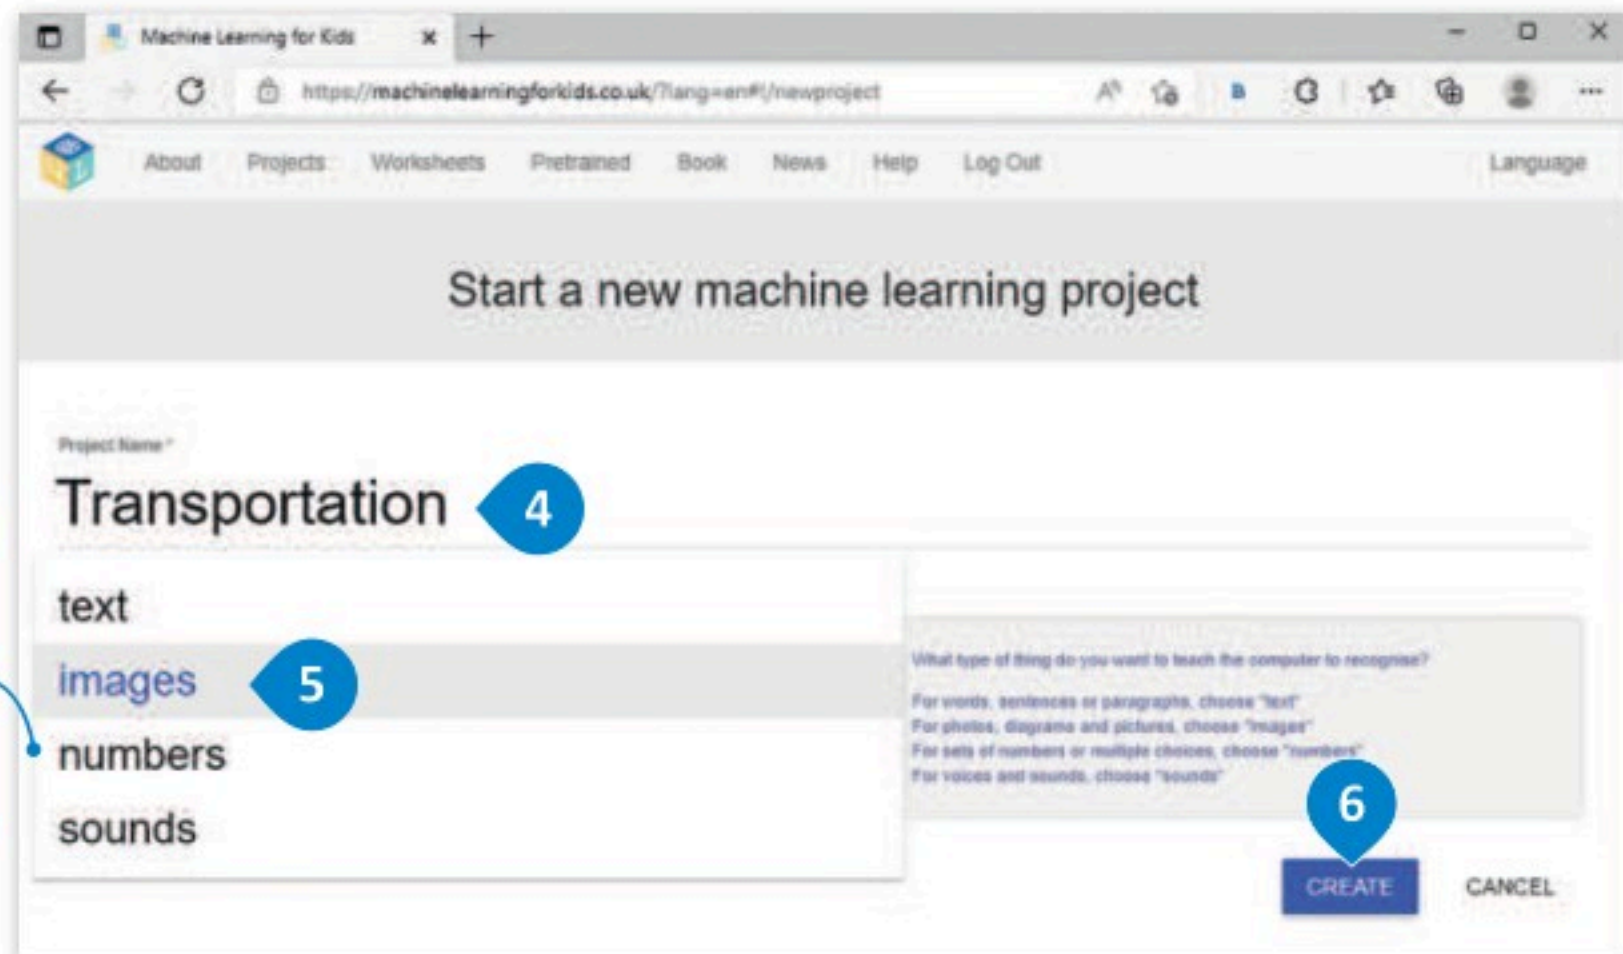 Machine Learning for Kids
https://machinelearningforkids.co.uk/?lang=en#!/newproject
About Projects Worksheets Pretrained Book News Help Log Out Language
Start a new machine learning project
Project Name *
Transportation 4
text
images 5
numbers
sounds
What type of thing do you want to teach the computer to recognise?
For words, sentences or paragraphs, choose "text"
For photos, diagrams and pictures, choose "images"
For sets of numbers or multiple choices, choose "numbers"
For voices and sounds, choose "sounds"
6
CREATE CANCEL